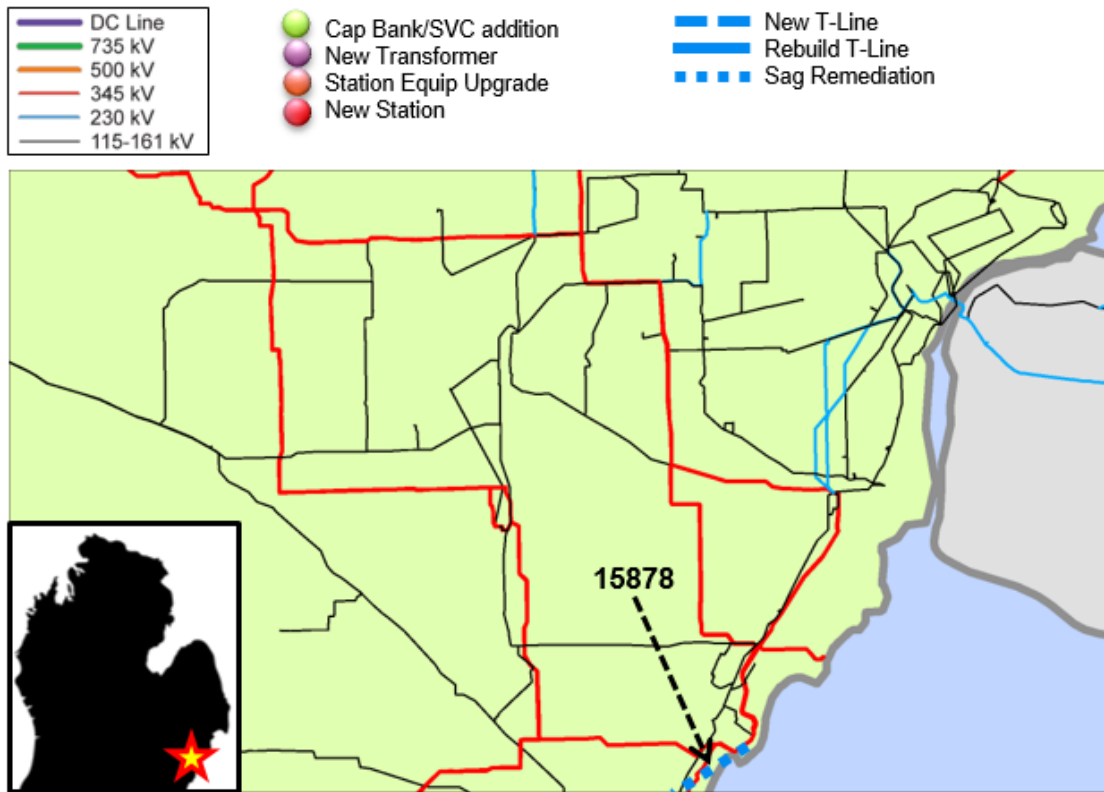 DC Line
735 kV
500 kV
345 kV
230 kV
115-161 kV
Cap Bank/SVC addition
New Transformer
Station Equip Upgrade
New Station
New T-Line
Rebuild T-Line
Sag Remediation
15878